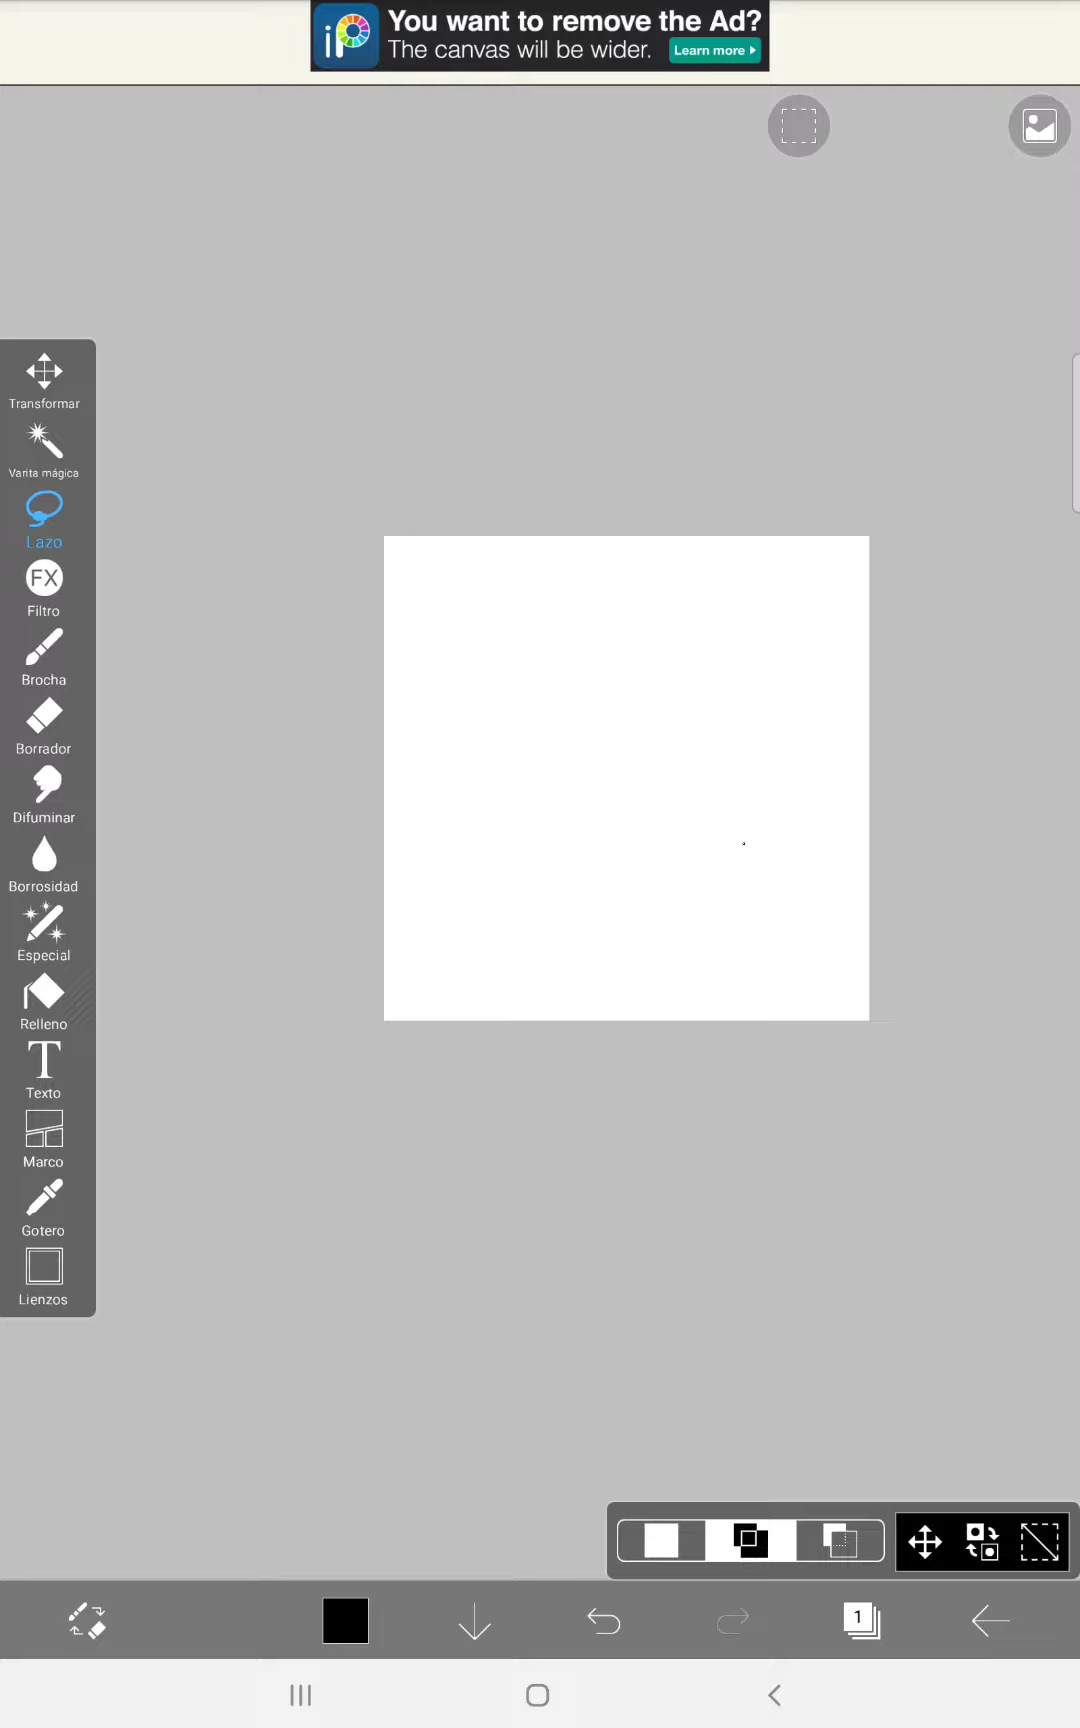 You want to remove the Ad?
iP
The canvas will be wider.
Learn more
Transformar
Varita mágica
Lazo
FX
Filtro
Brocha
Borrador
Difuminar
Borrosidad
Especial
Relleno
T
Texto
Marco
Gotero
Lienzos
1